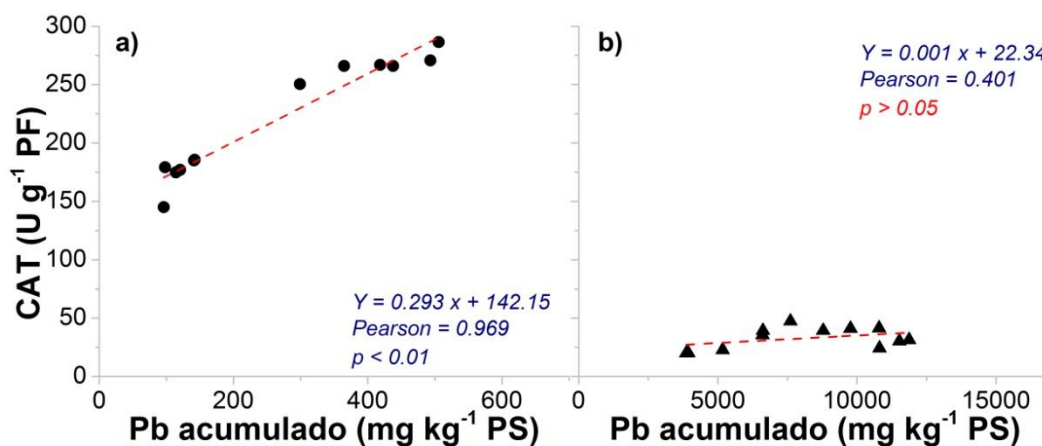 CAT (U g⁻¹ PF)
300
250
200
150
100
50
0
a)
Y = 0.293 x + 142.15
Pearson = 0.969
p < 0.01
0 200 400 600
Pb acumulado (mg kg⁻¹ PS)
b)
Y = 0.001 x + 22.34
Pearson = 0.401
p > 0.05
0 5000 10000 15000
Pb acumulado (mg kg⁻¹ PS)